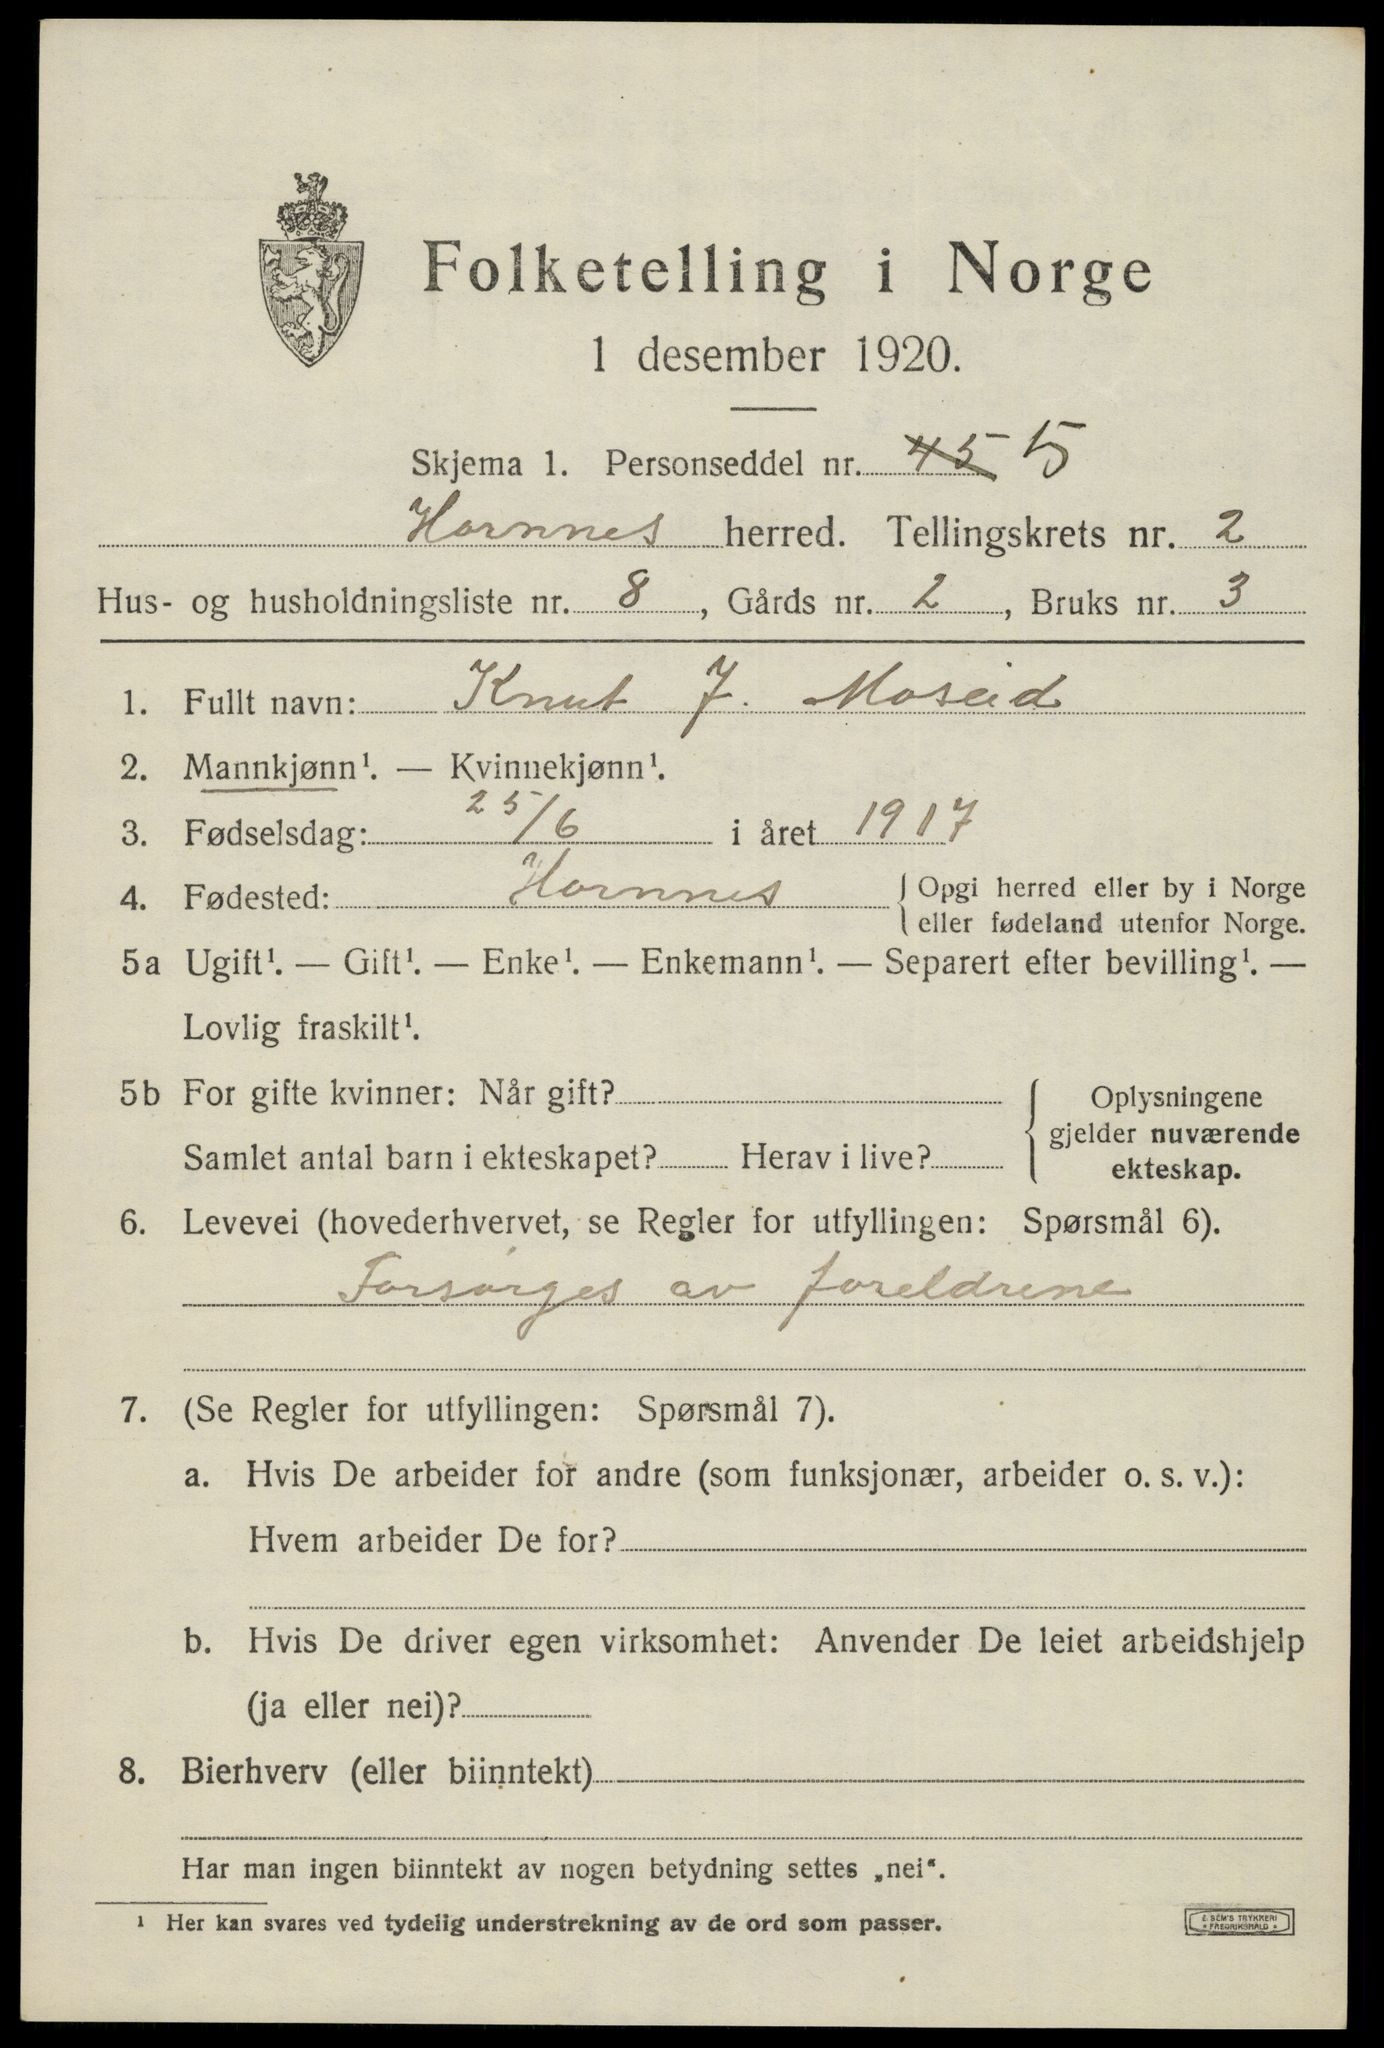 Folketelling i Norge
1 desember 1920.
Skjema 1. Personseddel nr. 45 15
Hornnes herred. Tellingskrets nr. 2
Hus- og husholdningsliste nr. 8, Gårds nr. 2, Bruks nr. 3
1. Fullt navn: Knut J. Moseid
2. Mannkjønn¹. — Kvinnekjønn¹.
3. Fødselsdag: 25/6 i året 1917
4. Fødested: Hornnes { Opgi herred eller by i Norge
eller fødeland utenfor Norge.
5a Ugift¹. — Gift¹. — Enke¹. — Enkemann¹. — Separert efter bevilling¹. —
Lovlig fraskilt¹.
5b For gifte kvinner: Når gift?
Samlet antal barn i ekteskapet? Herav i live?
Oplysningene
gjelder nuværende
ekteskap.
6. Levevei (hovederhvervet, se Regler for utfyllingen: Spørsmål 6).
Forsørges av foreldrene
7. (Se Regler for utfyllingen: Spørsmål 7).
a. Hvis De arbeider for andre (som funksjonær, arbeider o. s. v.):
Hvem arbeider De for?
b. Hvis De driver egen virksomhet: Anvender De leiet arbeidshjelp
(ja eller nei)?
8. Bierhverv (eller biinntekt)
Har man ingen biinntekt av nogen betydning settes „nei“.
¹ Her kan svares ved tydelig understrekning av de ord som passer.
E. SEM'S TRYKKERI
FREDRIKSHALD